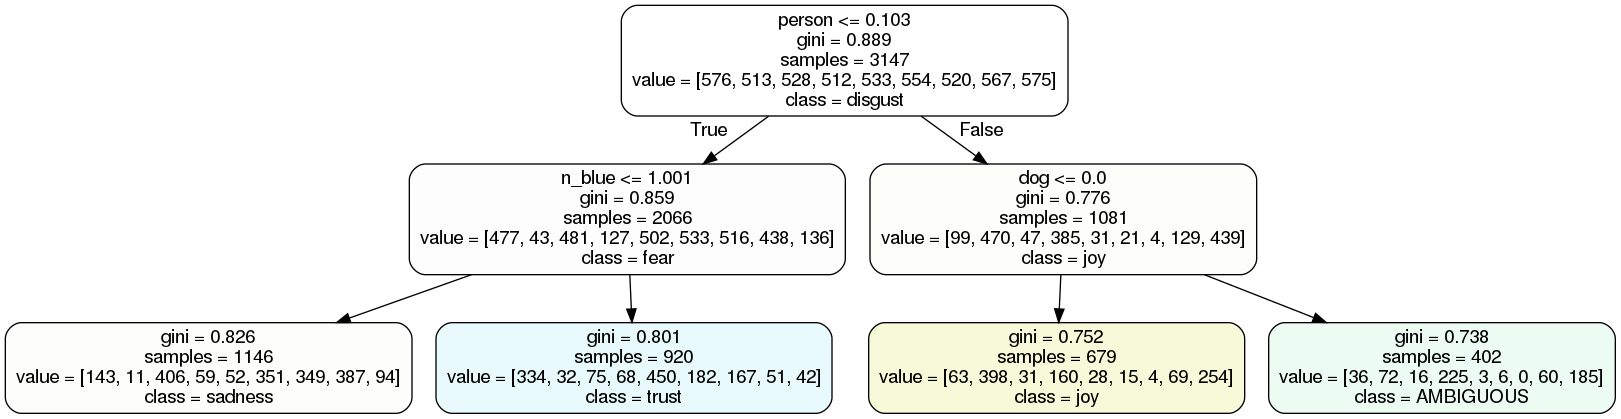 person <= 0.103
gini = 0.889
samples = 3147
value = [576, 513, 528, 512, 533, 554, 520, 567, 575]
class = disgust
True
False
n_blue <= 1.001
gini = 0.859
samples = 2066
value = [477, 43, 481, 127, 502, 533, 516, 438, 136]
class = fear
dog <= 0.0
gini = 0.776
samples = 1081
value = [99, 470, 47, 385, 31, 21, 4, 129, 439]
class = joy
gini = 0.826
samples = 1146
value = [143, 11, 406, 59, 52, 351, 349, 387, 94]
class = sadness
gini = 0.801
samples = 920
value = [334, 32, 75, 68, 450, 182, 167, 51, 42]
class = trust
gini = 0.752
samples = 679
value = [63, 398, 31, 160, 28, 15, 4, 69, 254]
class = joy
gini = 0.738
samples = 402
value = [36, 72, 16, 225, 3, 6, 0, 60, 185]
class = AMBIGUOUS